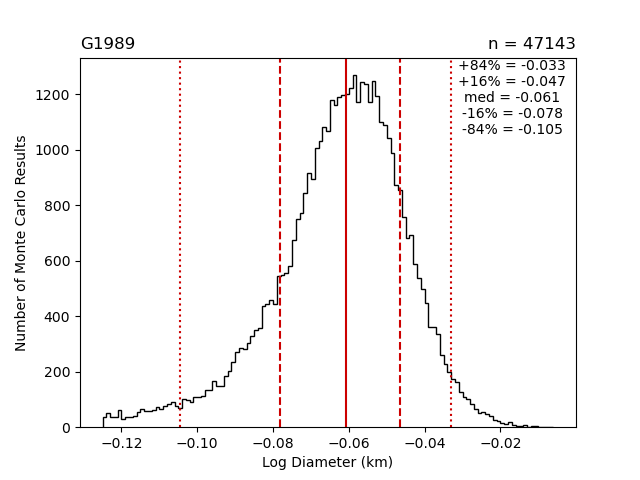 G1989
n = 47143
+84% = -0.033
+16% = -0.047
med = -0.061
-16% = -0.078
-84% = -0.105
Number of Monte Carlo Results
1200
1000
800
600
400
200
0
−0.12 −0.10 −0.08 −0.06 −0.04 −0.02
Log Diameter (km)